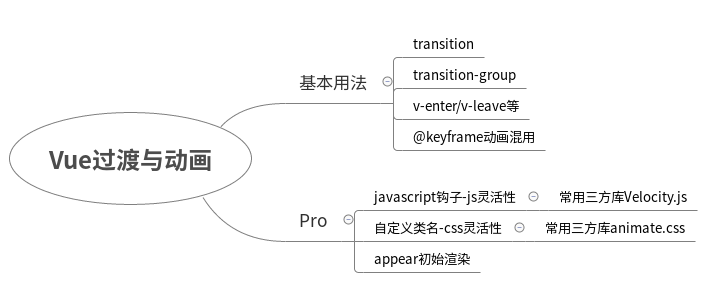 Vue过渡与动画
基本用法
transition
transition-group
v-enter/v-leave等
@keyframe动画混用
Pro
javascript钩子-js灵活性
常用三方库Velocity.js
自定义类名-css灵活性
常用三方库animate.css
appear初始渲染